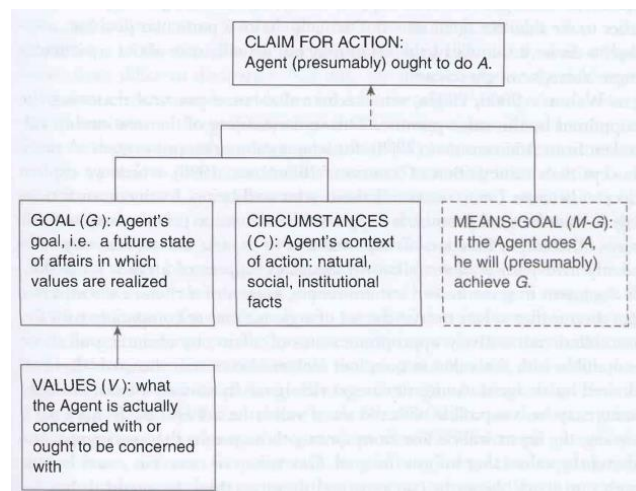 CLAIM FOR ACTION:
Agent (presumably) ought to do A.
GOAL (G): Agent's
goal, i.e. a future state
of affairs in which
values are realized
CIRCUMSTANCES
(C): Agent's context
of action: natural,
social, institutional
facts
MEANS-GOAL (M-G):
If the Agent does A,
he will (presumably)
achieve G.
VALUES (V): what
the Agent is actually
concerned with or
ought to be concerned
with